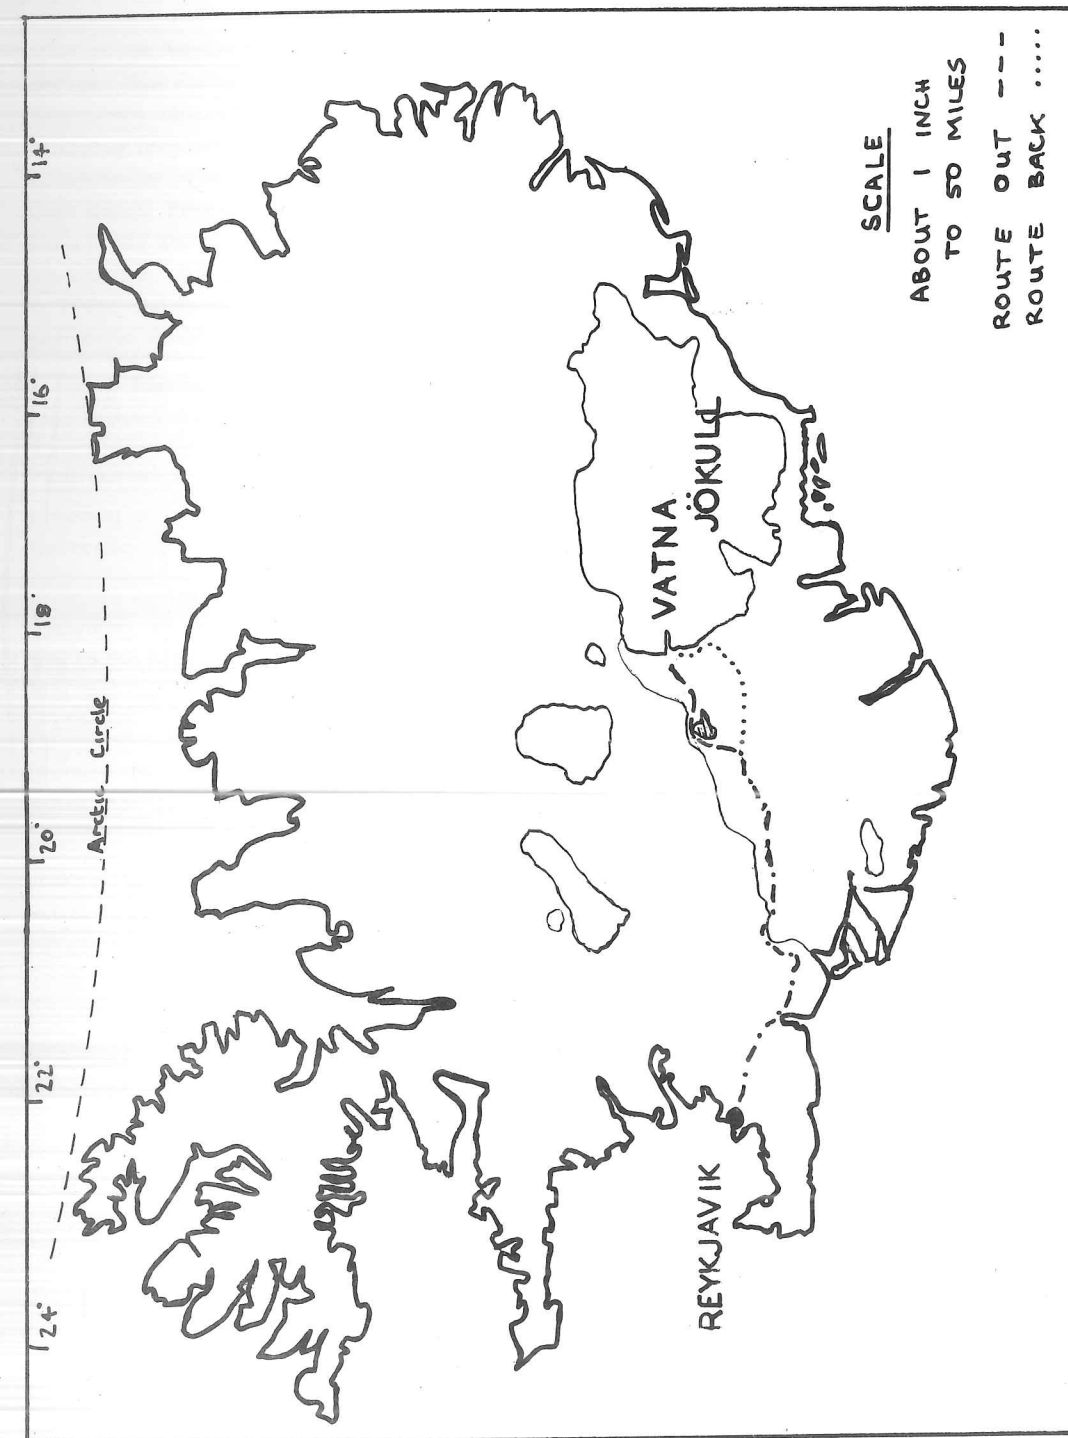 24° 22° 20° 18° 16° 14°
Arctic Circle
VATNA
JÖKULL
REYKJAVIK
SCALE
ABOUT 1 INCH
TO 50 MILES
ROUTE OUT ---
ROUTE BACK .....